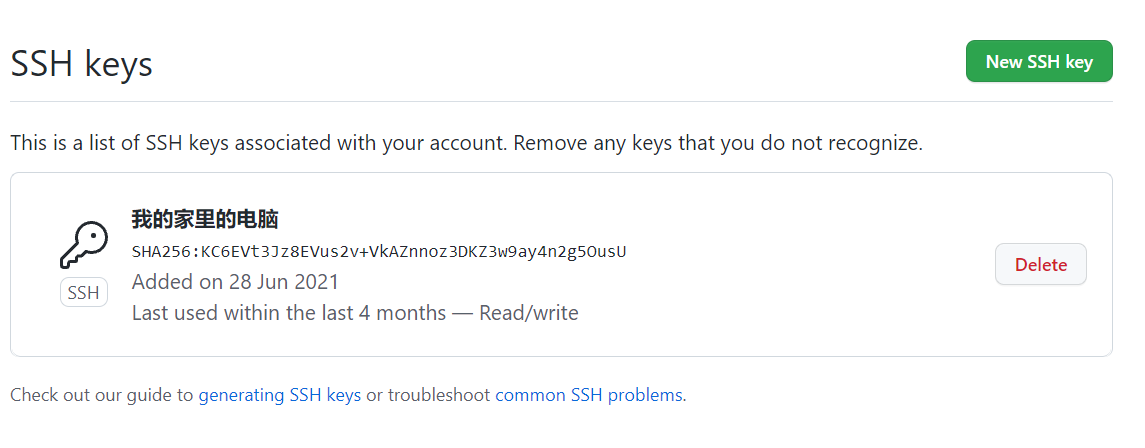 SSH keys
New SSH key
This is a list of SSH keys associated with your account. Remove any keys that you do not recognize.
我的家里的电脑
SHA256:KC6EVt3Jz8EVus2v+VkAZnnoz3DKZ3w9ay4n2g5OusU
Added on 28 Jun 2021
Last used within the last 4 months — Read/write
SSH
Delete
Check out our guide to generating SSH keys or troubleshoot common SSH problems.